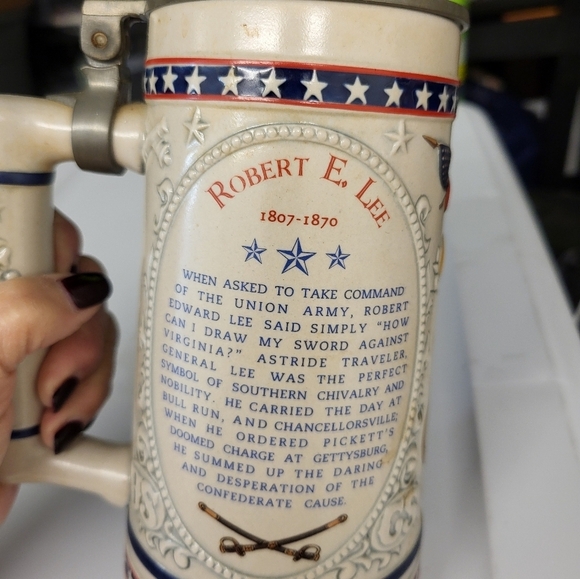 ROBERT E. LEE
1807-1870
WHEN ASKED TO TAKE COMMAND
OF THE UNION ARMY, ROBERT
EDWARD LEE SAID SIMPLY "HOW
CAN I DRAW MY SWORD AGAINST
VIRGINIA?" ASTRIDE TRAVELER,
GENERAL LEE WAS THE PERFECT
SYMBOL OF SOUTHERN CHIVALRY AND
NOBILITY. HE CARRIED THE DAY AT
BULL RUN, AND CHANCELLORSVILLE;
WHEN HE ORDERED PICKETT'S
DOOMED CHARGE AT GETTYSBURG,
HE SUMMED UP THE DARING
AND DESPERATION OF THE
CONFEDERATE CAUSE.